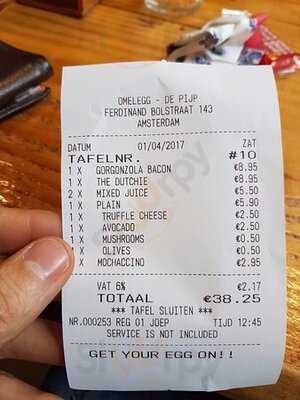 OMELEGG - DE PIJP
FERDINAND BOLSTRAAT 143
AMSTERDAM
DATUM 01/04/2017 ZAT
TAFELNR. #10
1 X GORGONZOLA BACON €8.95
1 X THE DUTCHIE €8.95
2 X MIXED JUICE €5.50
1 X PLAIN €5.90
1 X TRUFFLE CHEESE €2.50
1 X AVOCADO €2.50
1 X MUSHROOMS €0.50
1 X OLIVES €0.50
1 X MOCHACCINO €2.95
VAT 6% €2.17
TOTAAL €38.25
*** TAFEL SLUITEN ***
NR.000253 REG 01 JOEP TIJD 12:45
SERVICE IS NOT INCLUDED
GET YOUR EGG ON!!